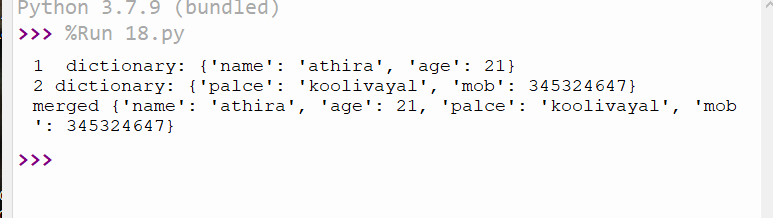 Python 3.7.9 (bundled)
>>> %Run 18.py
1  dictionary: {'name': 'athira', 'age': 21}
2 dictionary: {'palce': 'koolivayal', 'mob': 345324647}
merged {'name': 'athira', 'age': 21, 'palce': 'koolivayal', 'mob
': 345324647}
>>>